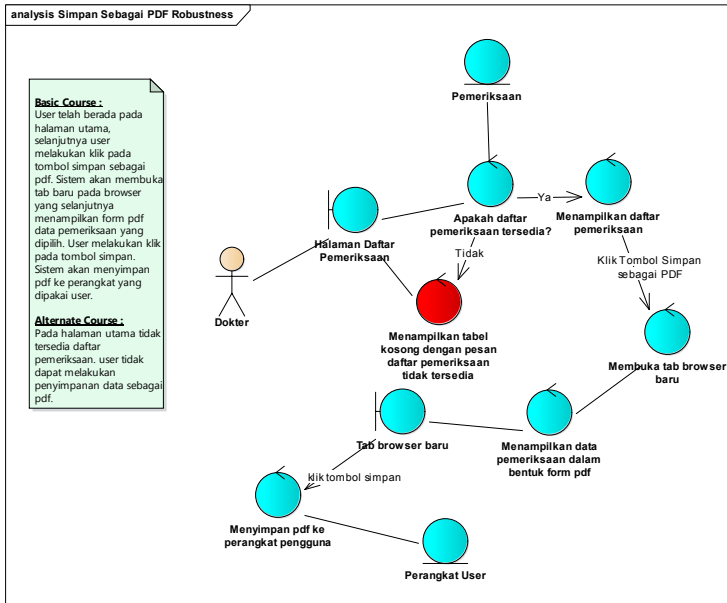 analysis Simpan Sebagai PDF Robustness
Basic Course :
User telah berada pada
halaman utama,
selanjutnya user
melakukan klik pada
tombol simpan sebagai
pdf. Sistem akan membuka
tab baru pada browser
yang selanjutnya
menampilkan form pdf
data pemeriksaan yang
dipilih. User melakukan klik
pada tombol simpan.
Sistem akan menyimpan
pdf ke perangkat yang
dipakai user.
Alternate Course :
Pada halaman utama tidak
tersedia daftar
pemeriksaan. user tidak
dapat melakukan
penyimpanan data sebagai
pdf.
Dokter
Halaman Daftar
Pemeriksaan
Pemeriksaan
Apakah daftar
pemeriksaan tersedia?
Ya
Menampilkan daftar
pemeriksaan
Tidak
Menampilkan tabel
kosong dengan pesan
daftar pemeriksaan
tidak tersedia
Klik Tombol Simpan
sebagai PDF
Membuka tab browser
baru
Menampilkan data
pemeriksaan dalam
bentuk form pdf
Tab browser baru
klik tombol simpan
Menyimpan pdf ke
perangkat pengguna
Perangkat User